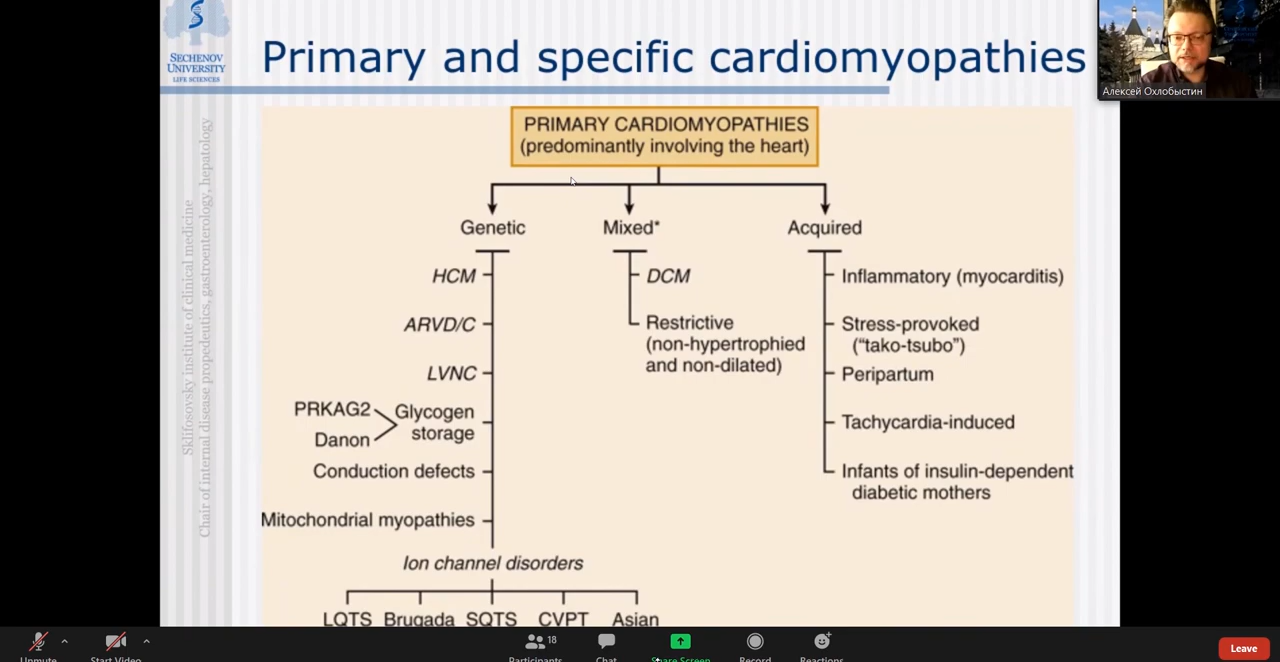 SECHENOV
UNIVERSITY
LIFE SCIENCES
Primary and specific cardiomyopathies
Алексей Охлобыстин
Sklifosovsky institute of clinical medicine
Chair of internal disease propedeutics, gastroenterology, hepatology
PRIMARY CARDIOMYOPATHIES
(predominantly involving the heart)
Genetic
Mixed*
Acquired
HCM
ARVD/C
LVNC
PRKAG2
Danon
Glycogen
storage
Conduction defects
Mitochondrial myopathies
Ion channel disorders
LQTS Brugada SQTS CVPT Asian
DCM
Restrictive
(non-hypertrophied
and non-dilated)
Inflammatory (myocarditis)
Stress-provoked
("tako-tsubo")
Peripartum
Tachycardia-induced
Infants of insulin-dependent
diabetic mothers
Unmute
Start Video
18
Participants
Chat
Share Screen
Record
Reactions
Leave